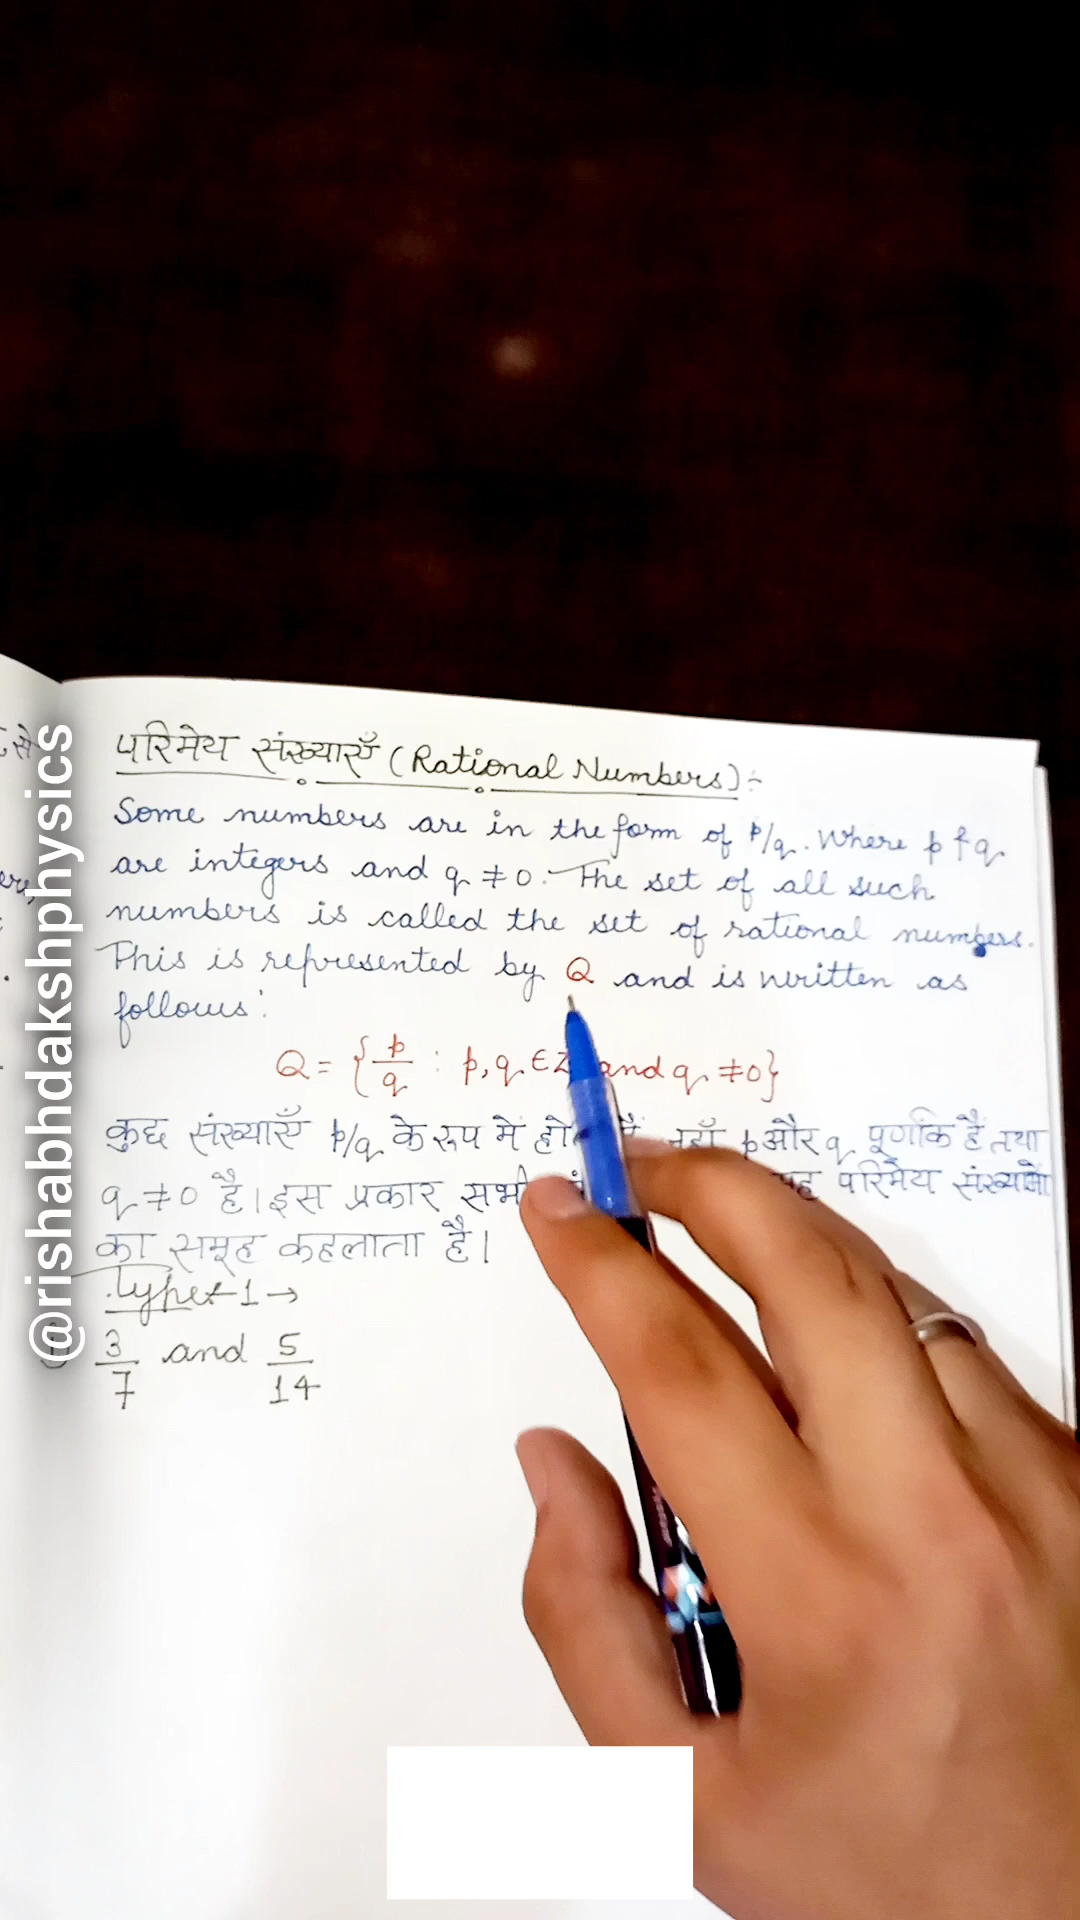 परिमेय संख्याएँ (Rational Numbers):-
Some numbers are in the form of p/q. Where p & q
are integers and q ≠ 0. The set of all such
numbers is called the set of rational numbers.
This is represented by Q and is written as
follows:
Q = { p/q : p, q ∈ Z and q ≠ 0}
कुछ संख्याएँ p/q के रूप में p और q पूर्णांक हैं तथा
q ≠ 0 है। इस प्रकार सभी परिमेय संख्याओं
का समूह कहलाता है।
Type-1 →
3/7 and 5/14
@rishabhdakshphysics